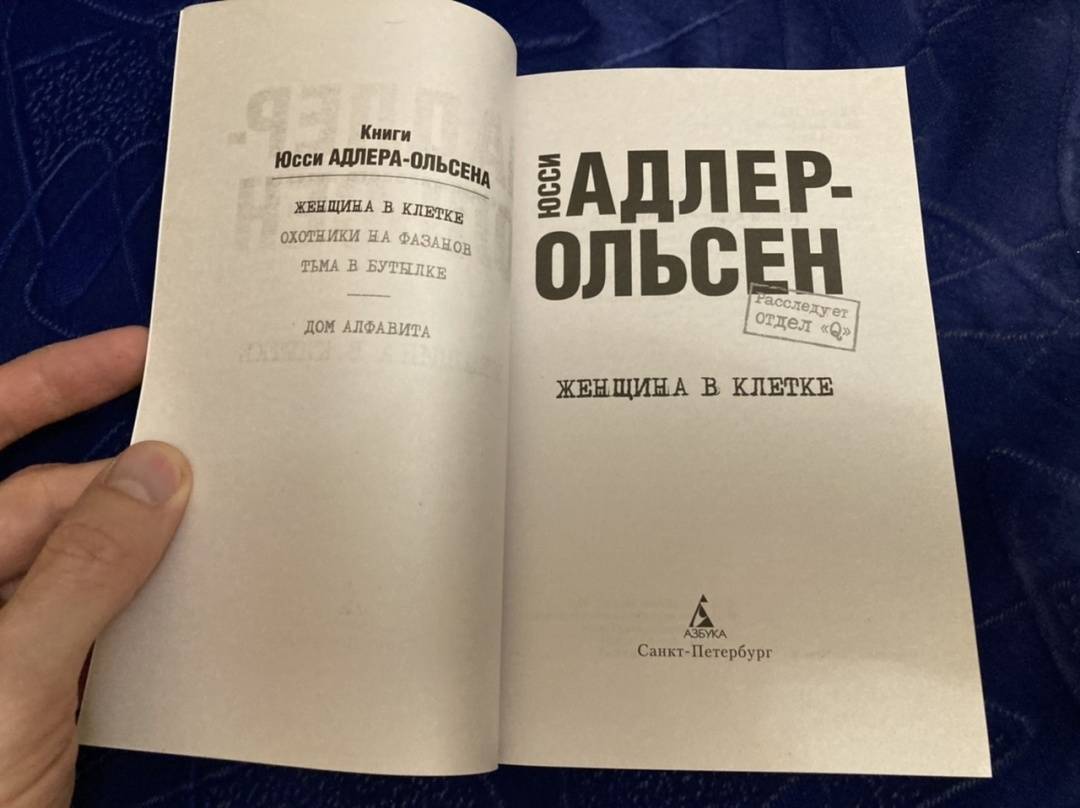 Книги
Юсси АДЛЕРА-ОЛЬСЕНА
ЖЕНЩИНА В КЛЕТКЕ
ОХОТНИКИ НА ФАЗАНОВ
ТЬМА В БУТЫЛКЕ
ДОМ АЛФАВИТА
ЮССИ АДЛЕР-
ОЛЬСЕН
Расследует
отдел «Q»
ЖЕНЩИНА В КЛЕТКЕ
АЗБУКА
Санкт-Петербург